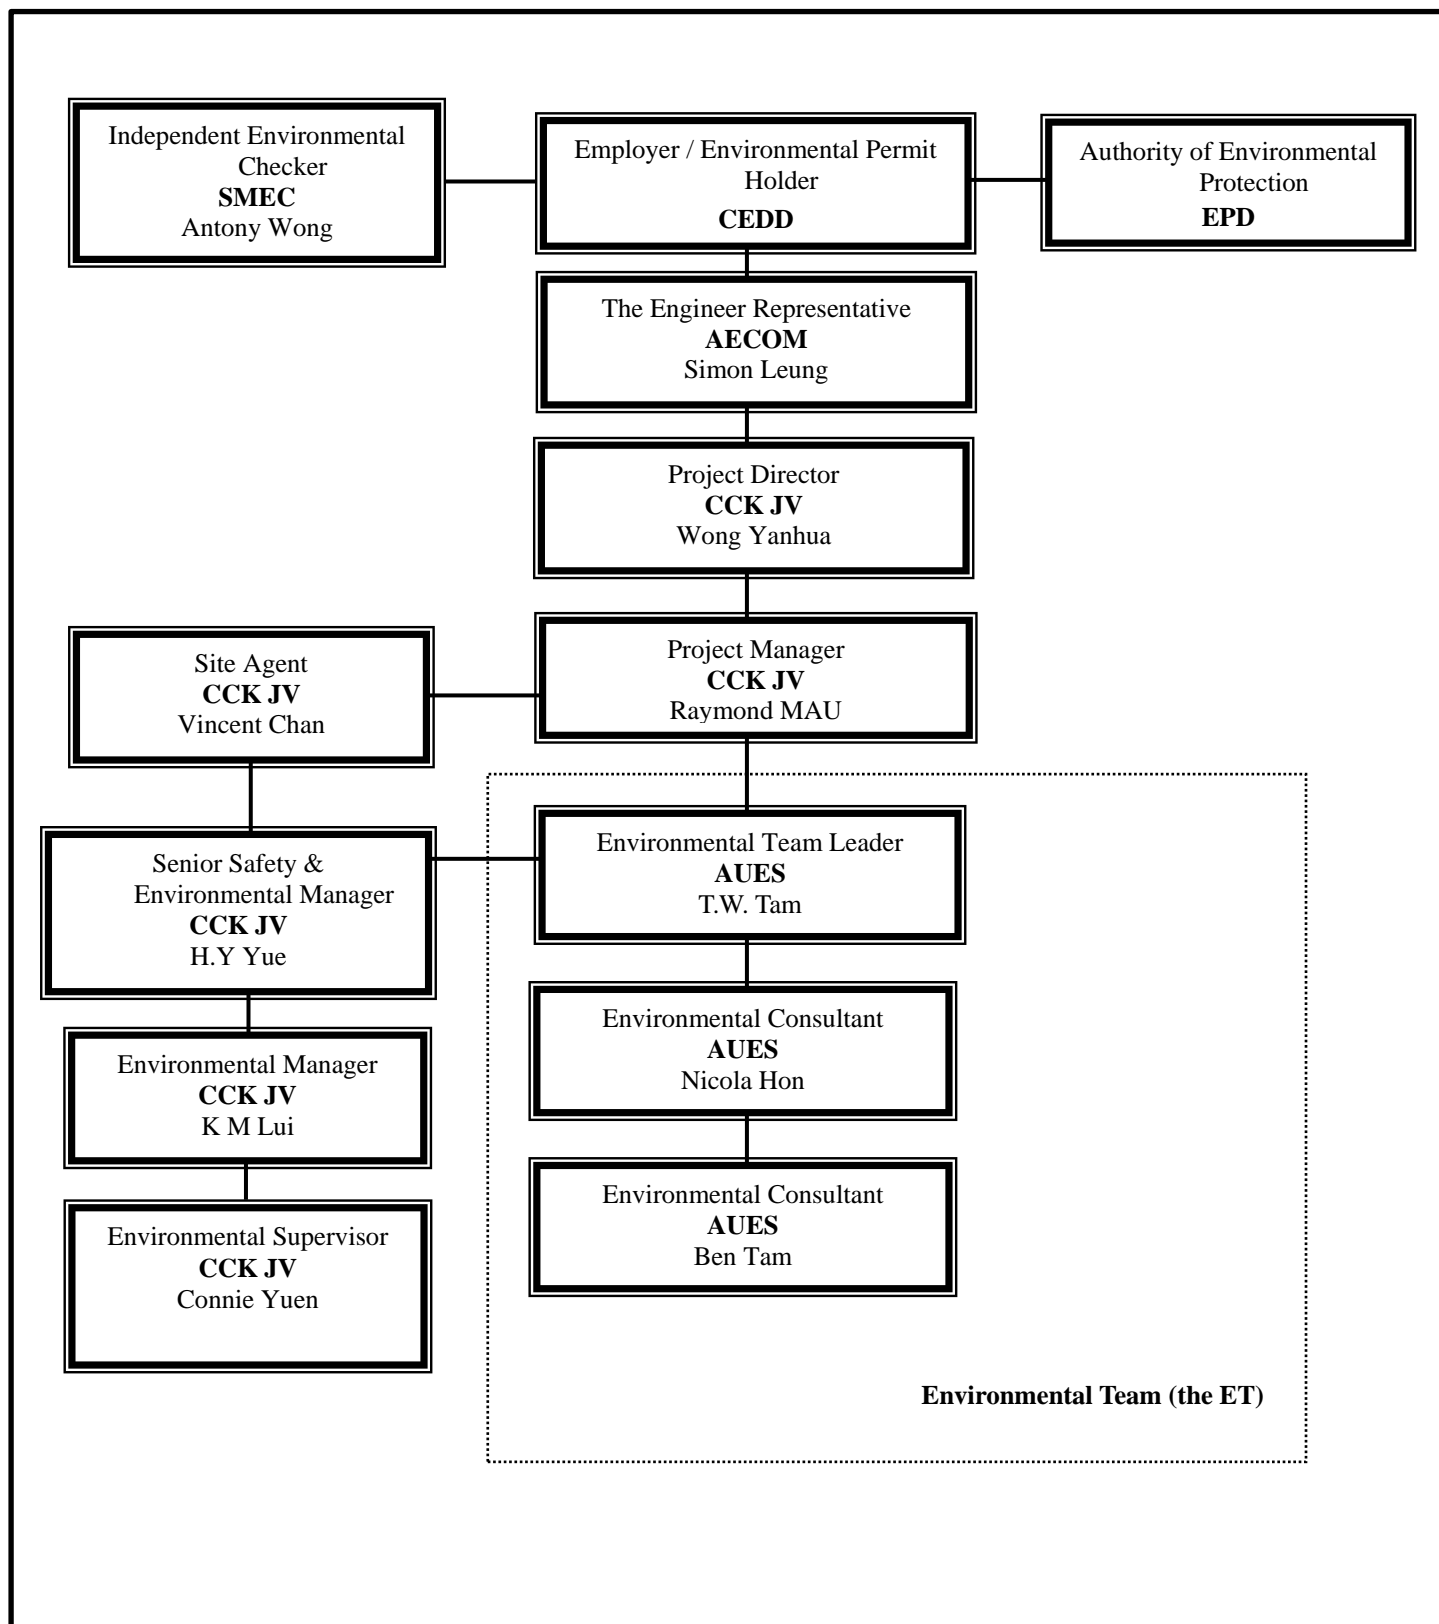 Independent Environmental
Checker
SMEC
Antony Wong
Employer / Environmental Permit
Holder
CEDD
Authority of Environmental
Protection
EPD
The Engineer Representative
AECOM
Simon Leung
Project Director
CCK JV
Wong Yanhua
Site Agent
CCK JV
Vincent Chan
Project Manager
CCK JV
Raymond MAU
Senior Safety &
Environmental Manager
CCK JV
H.Y Yue
Environmental Team Leader
AUES
T.W. Tam
Environmental Manager
CCK JV
K M Lui
Environmental Consultant
AUES
Nicola Hon
Environmental Supervisor
CCK JV
Connie Yuen
Environmental Consultant
AUES
Ben Tam
Environmental Team (the ET)